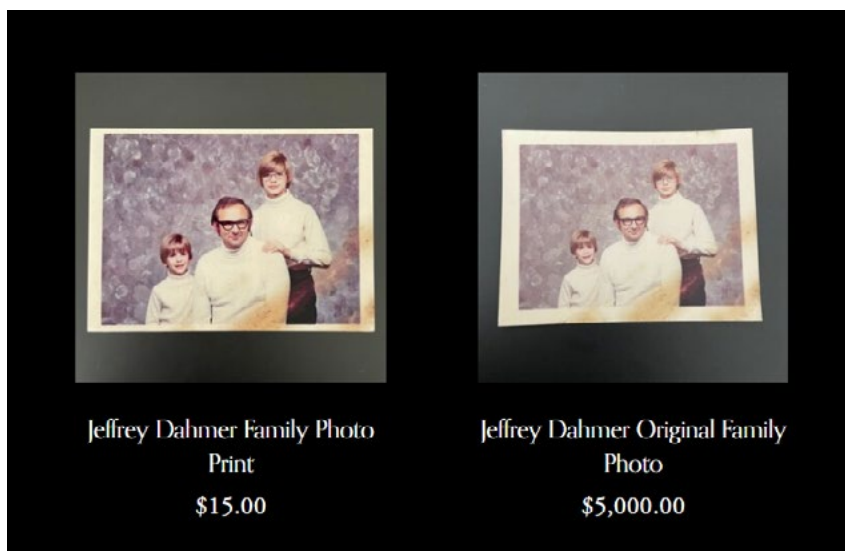 Jeffrey Dahmer Family Photo
Print
$15.00
Jeffrey Dahmer Original Family
Photo
$5,000.00